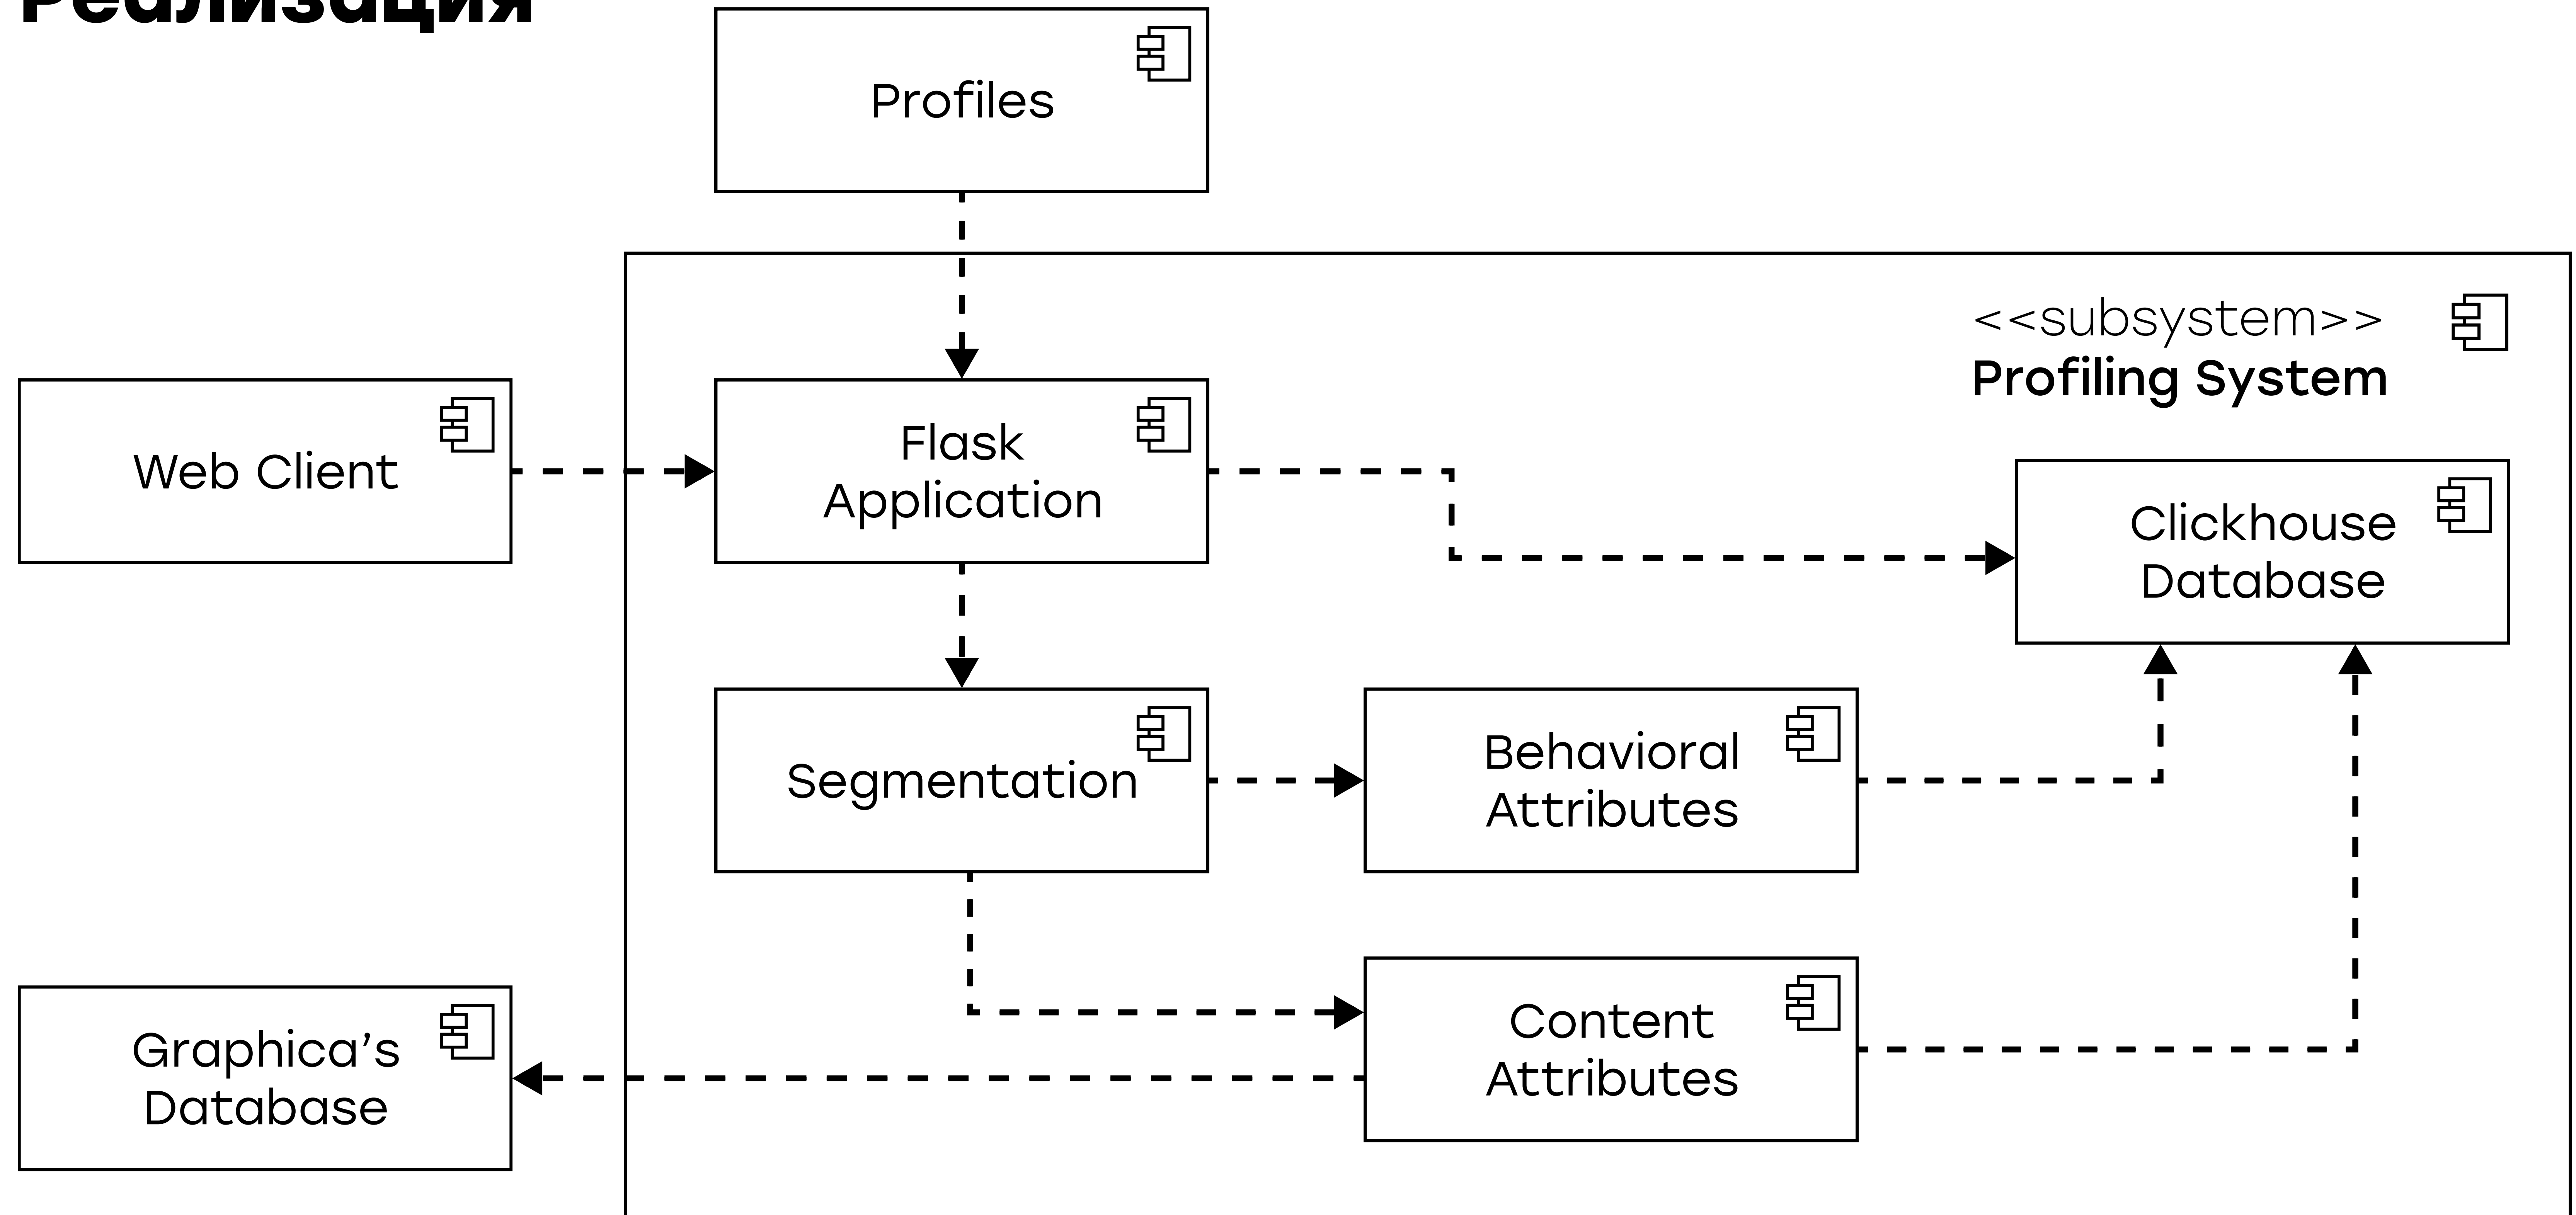 Реализация
Profiles
<<subsystem>>
Profiling System
Web Client
Flask
Application
Clickhouse
Database
Segmentation
Behavioral
Attributes
Graphica’s
Database
Content
Attributes